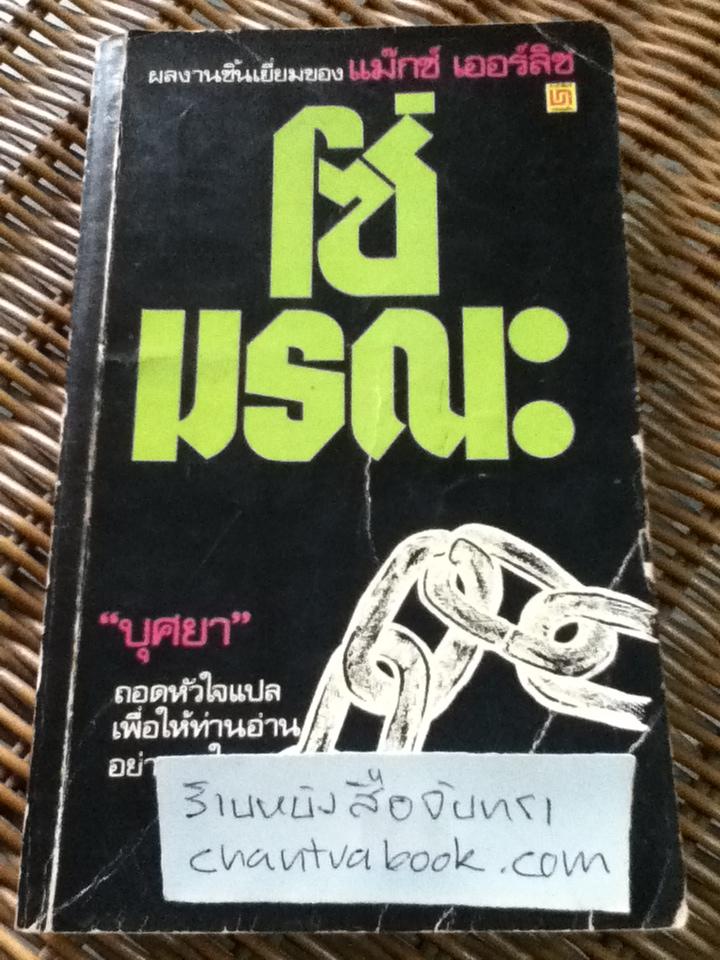 ผลงานชิ้นเยี่ยมของ แม๊กซ์ เออร์ลิช
โซ่
มรณะ
“บุศยา”
ถอดหัวใจแปล
เพื่อให้ท่านอ่าน
ร้านหนังสือจันทรา
chantrabook.com